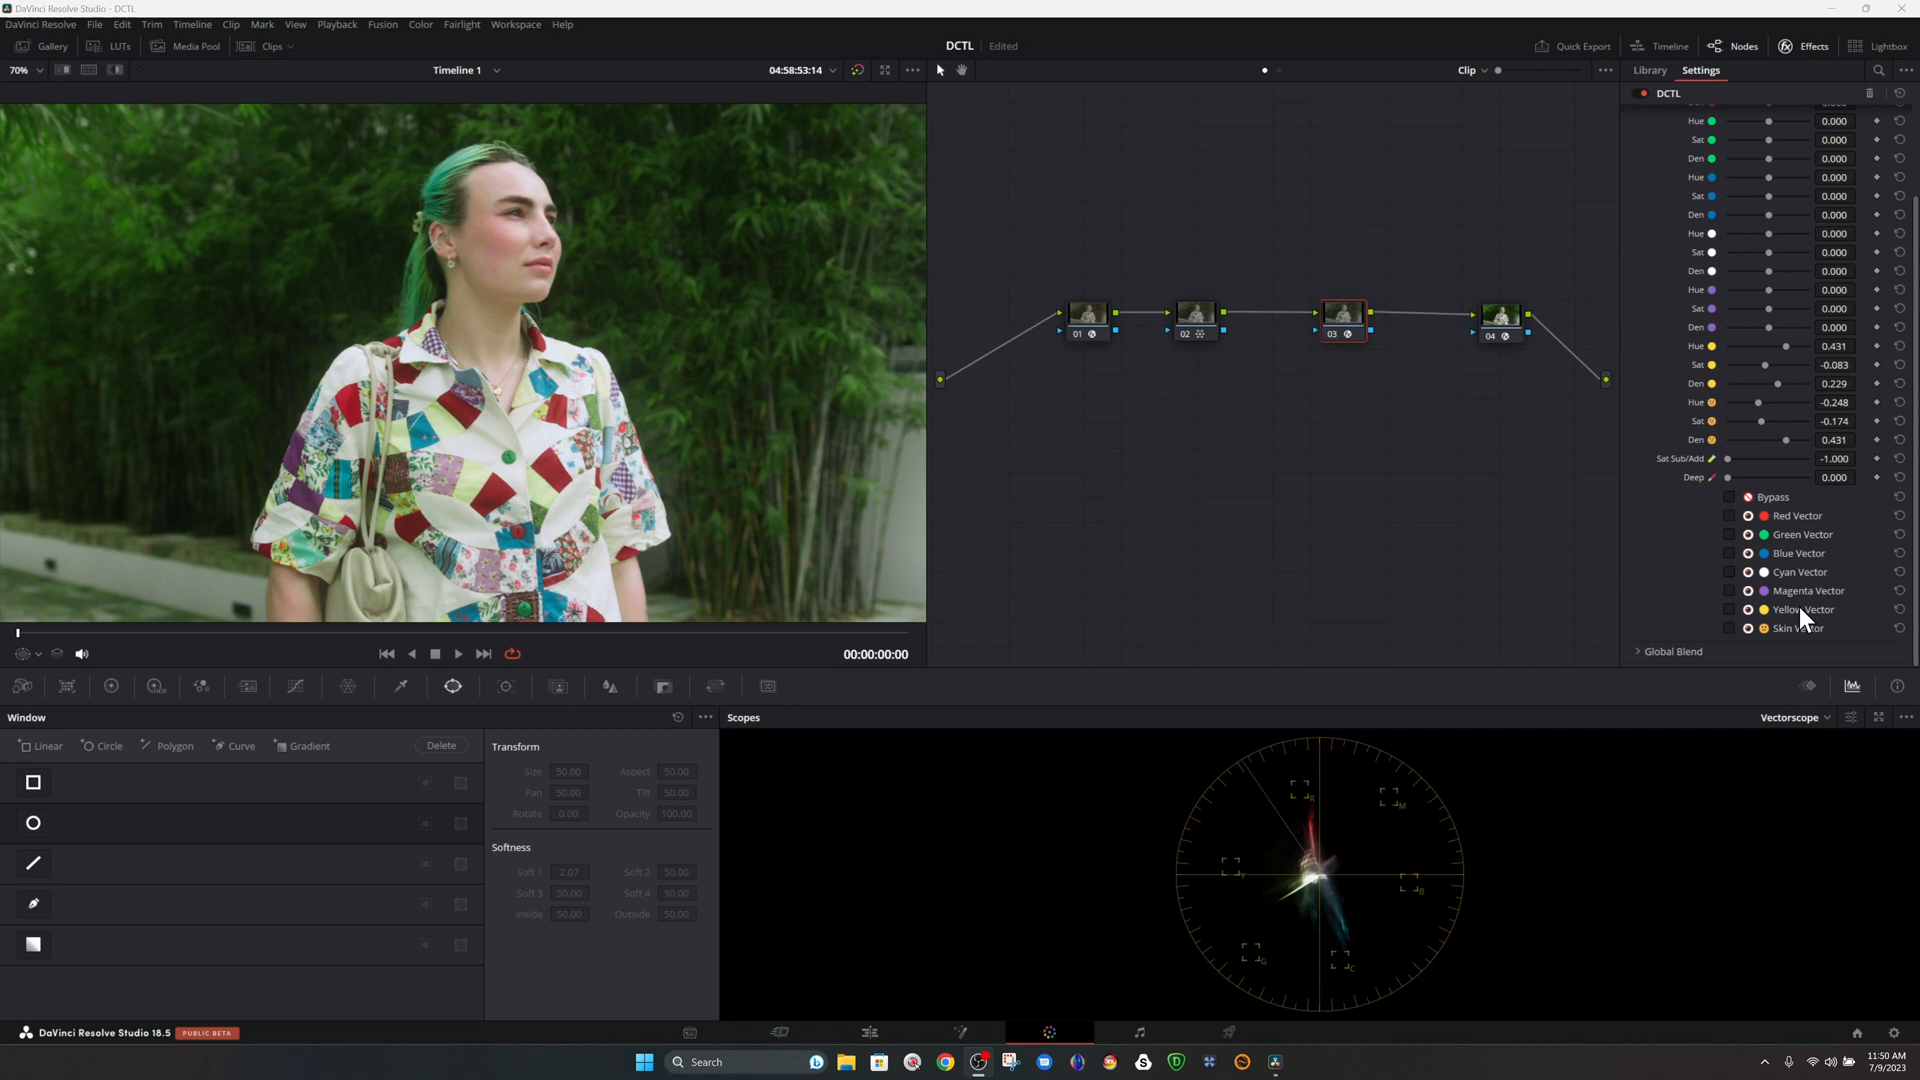 DaVinci Resolve Studio - DCTL
DaVinci Resolve File Edit Trim Timeline Clip Mark View Playback Fusion Color Fairlight Workspace Help
Gallery LUTs Media Pool Clips DCTL Edited Quick Export Timeline Nodes Effects Lightbox
70% Timeline 1 04:58:53:14 Clip Library Settings
DCTL
Hue 0.000
Sat 0.000
Den 0.000
Hue 0.000
Sat 0.000
Den 0.000
Hue 0.000
Sat 0.000
Den 0.000
Hue 0.000
Sat 0.000
Den 0.000
Hue 0.431
Sat -0.083
Den 0.229
Hue -0.248
Sat -0.174
Den 0.431
Sat Sub/Add -1.000
Deep 0.000
Bypass
Red Vector
Green Vector
Blue Vector
Cyan Vector
Magenta Vector
Yellow Vector
Skin Vector
Global Blend
01 02 03 04
00:00:00:00
Window
Linear Circle Polygon Curve Gradient Delete
Transform
Size 50.00 Aspect 50.00
Pan 50.00 Tilt 50.00
Rotate 0.00 Opacity 100.00
Softness
Soft 1 2.07 Soft 2 50.00
Soft 3 50.00 Soft 4 50.00
Inside 50.00 Outside 50.00
Scopes Vectorscope
R M
Y B
G C
3D
DaVinci Resolve Studio 18.5 PUBLIC BETA
Search
11:50 AM
7/9/2023